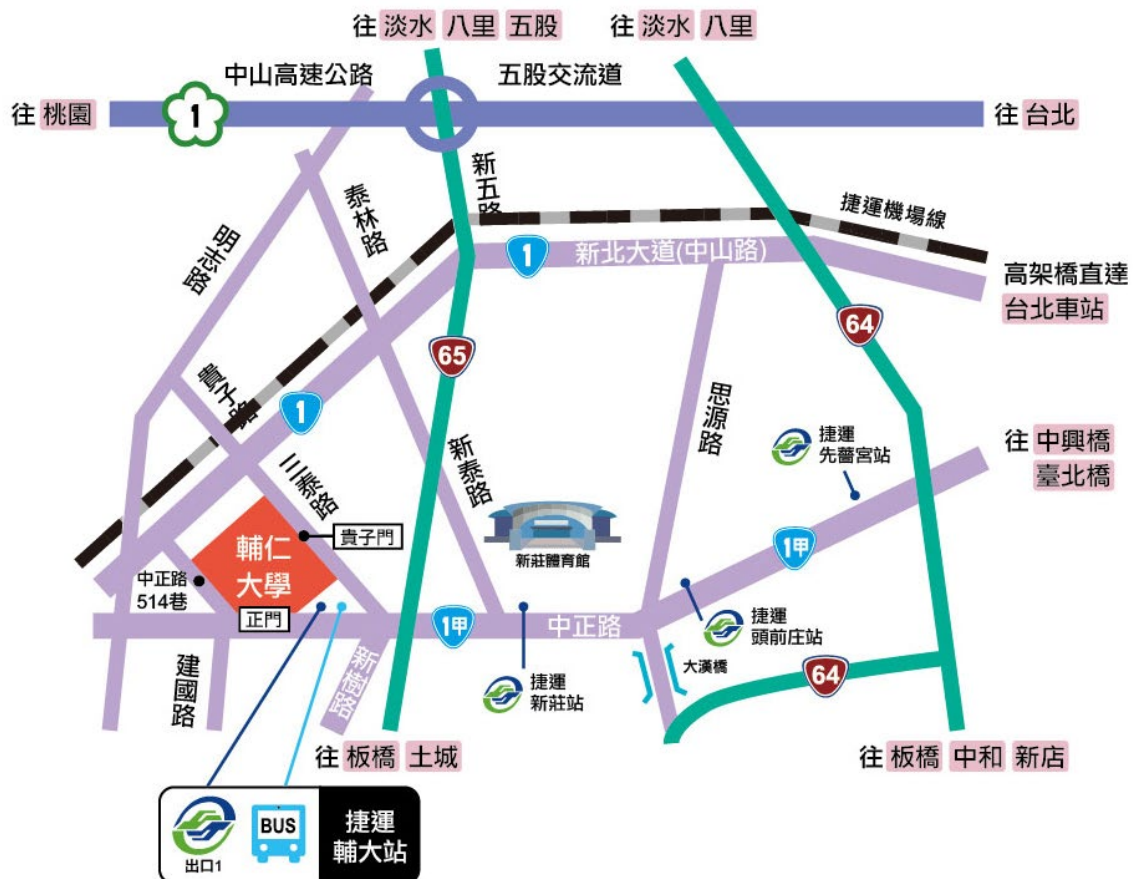 往 淡水 八里 五股
往 淡水 八里
中山高速公路
五股交流道
往 桃園
1
往 台北
新五路
泰林路
明志路
捷運機場線
1
新北大道(中山路)
高架橋直達
台北車站
65
64
貴子路
1
思源路
捷運
先嗇宮站
往 中興橋
臺北橋
三泰路
新泰路
新莊體育館
貴子門
輔仁
大學
中正路
514巷
正門
1甲
1甲
中正路
捷運
頭前庄站
大漢橋
64
建國路
新樹路
捷運
新莊站
往 板橋 土城
往 板橋 中和 新店
BUS
出口1
捷運
輔大站